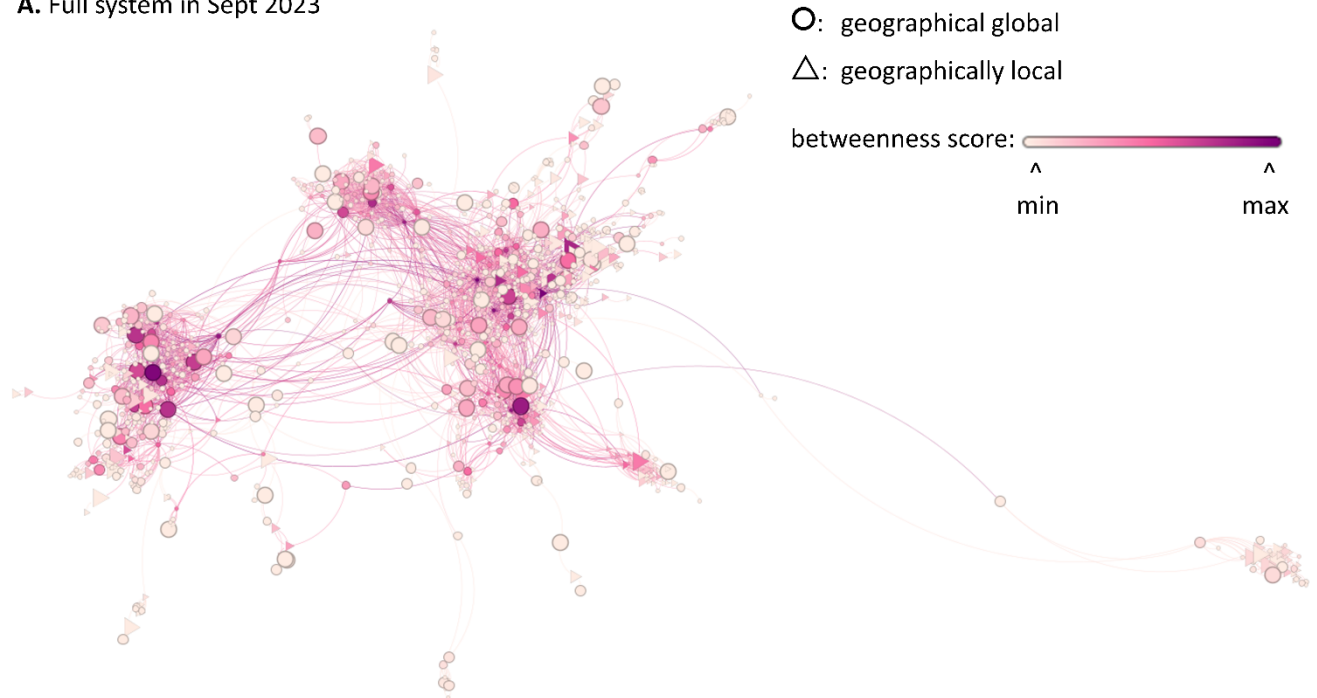 A. Full system in Sept 2023
O: geographical global
△: geographically local
betweenness score:
^ ^
min max